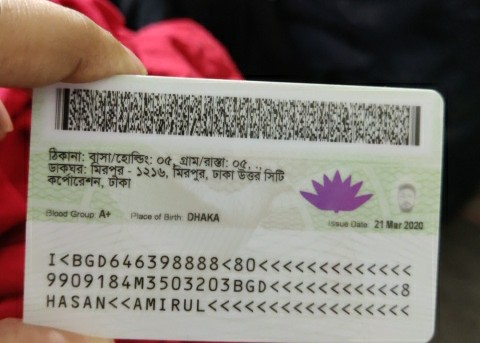 ঠিকানা: বাসা/হোল্ডিং: ০৫, গ্রাম/রাস্তা: ০৫, ..
ডাকঘর: মিরপুর - ১২১৬, মিরপুর, ঢাকা উত্তর সিটি
কর্পোরেশন, ঢাকা
Blood Group: A+ Place of Birth: DHAKA Issue Date: 21 Mar 2020
I<BGD646398888<80<<<<<<<<<<<<<
9909184M3503203BGD<<<<<<<<<<<8
HASAN<<AMIRUL<<<<<<<<<<<<<<<<<